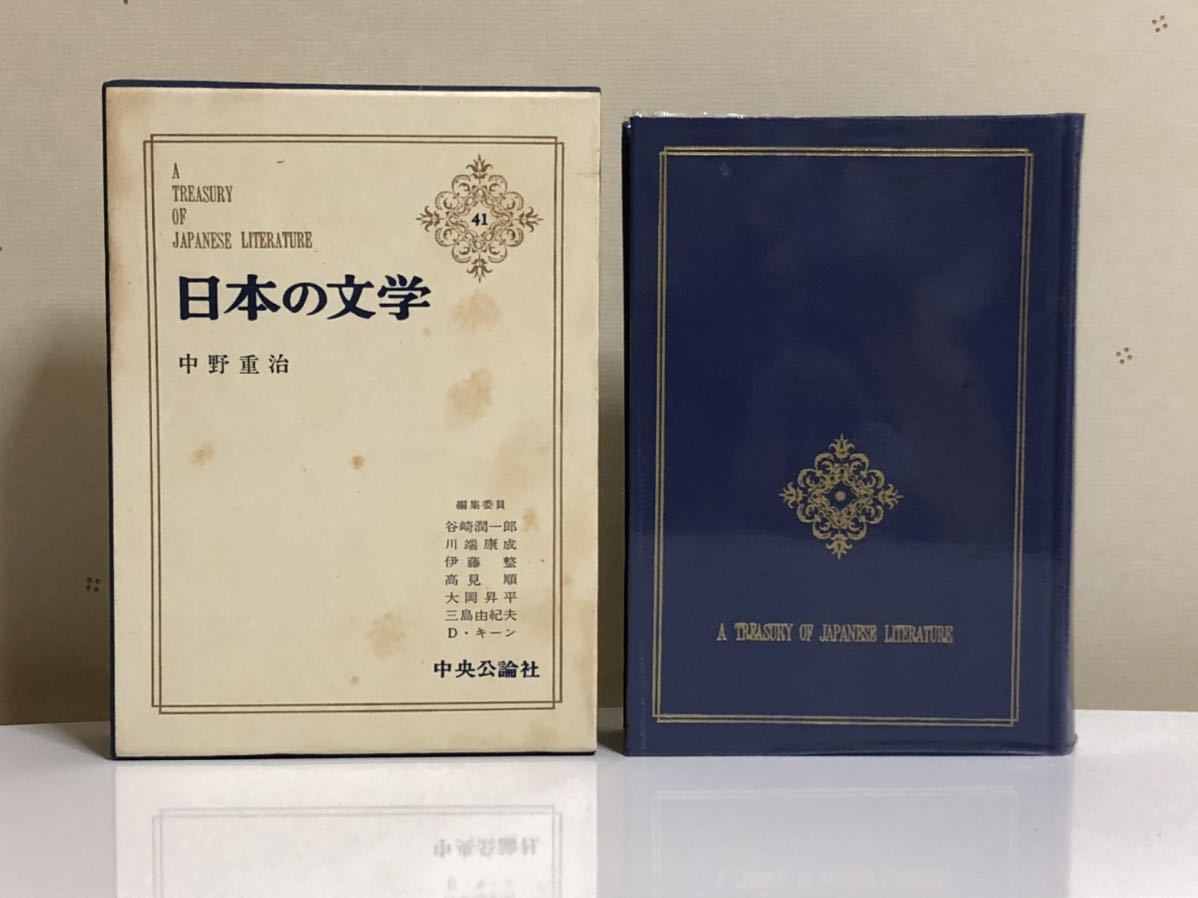 A
TREASURY
OF
JAPANESE LITERATURE
41
日本の文学
中野重治
編集委員
谷崎潤一郎
川端康成
伊藤整
高見順
大岡昇平
三島由紀夫
D・キーン
中央公論社
A TREASURY OF JAPANESE LITERATURE